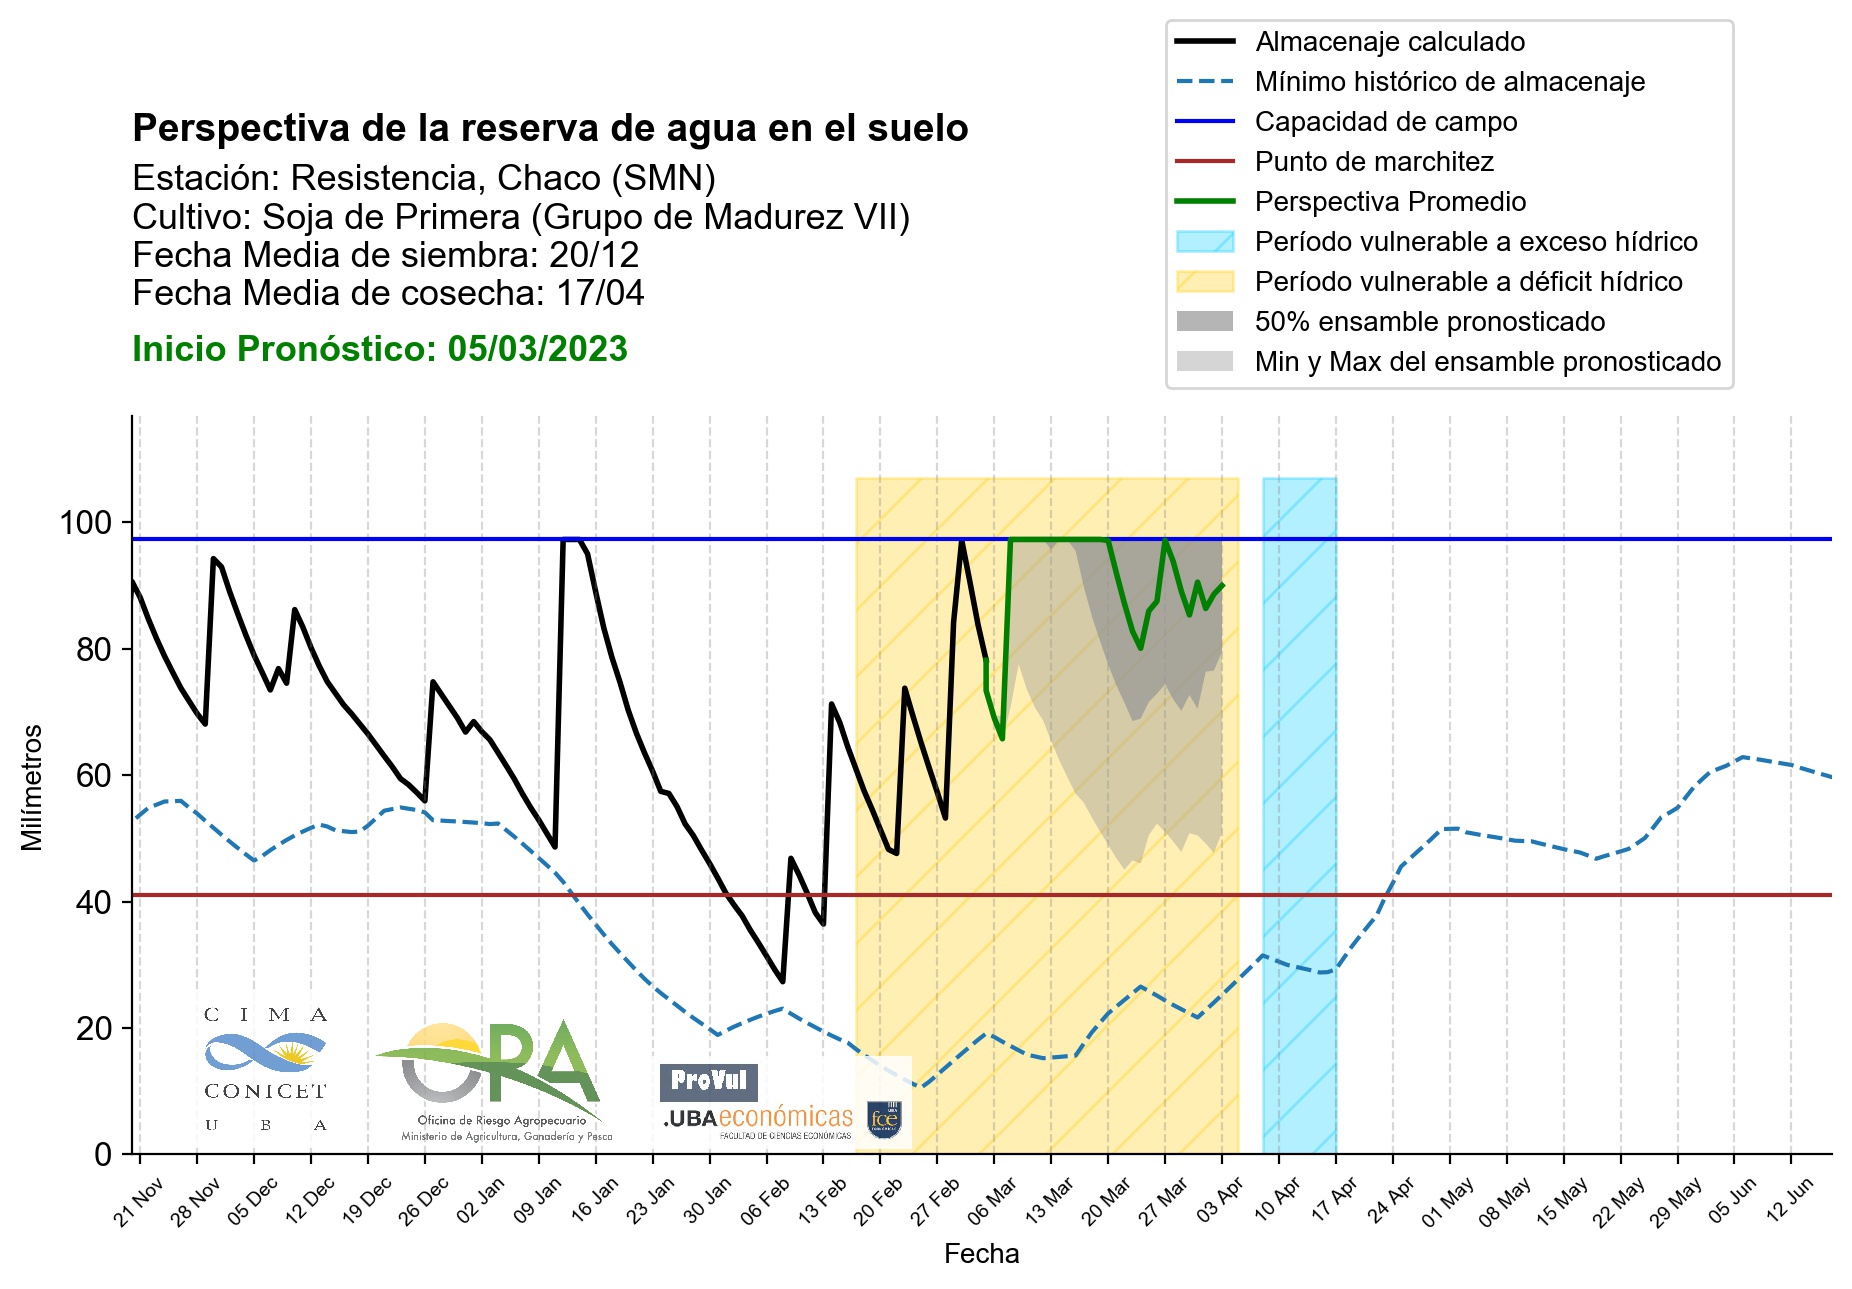 Almacenaje calculado
Mínimo histórico de almacenaje
Capacidad de campo
Punto de marchitez
Perspectiva Promedio
Período vulnerable a exceso hídrico
Período vulnerable a déficit hídrico
50% ensamble pronosticado
Min y Max del ensamble pronosticado
Perspectiva de la reserva de agua en el suelo
Estación: Resistencia, Chaco (SMN)
Cultivo: Soja de Primera (Grupo de Madurez VII)
Fecha Media de siembra: 20/12
Fecha Media de cosecha: 17/04
Inicio Pronóstico: 05/03/2023
Milímetros
100
80
60
40
20
0
CIMA
CONICET
UBA
ORA
Oficina de Riesgo Agropecuario
Ministerio de Agricultura, Ganadería y Pesca
ProVul
.UBAeconómicas
FACULTAD DE CIENCIAS ECONÓMICAS
fce
21 Nov
28 Nov
05 Dec
12 Dec
19 Dec
26 Dec
02 Jan
09 Jan
16 Jan
23 Jan
30 Jan
06 Feb
13 Feb
20 Feb
27 Feb
06 Mar
13 Mar
20 Mar
27 Mar
03 Apr
10 Apr
17 Apr
24 Apr
01 May
08 May
15 May
22 May
29 May
05 Jun
12 Jun
Fecha